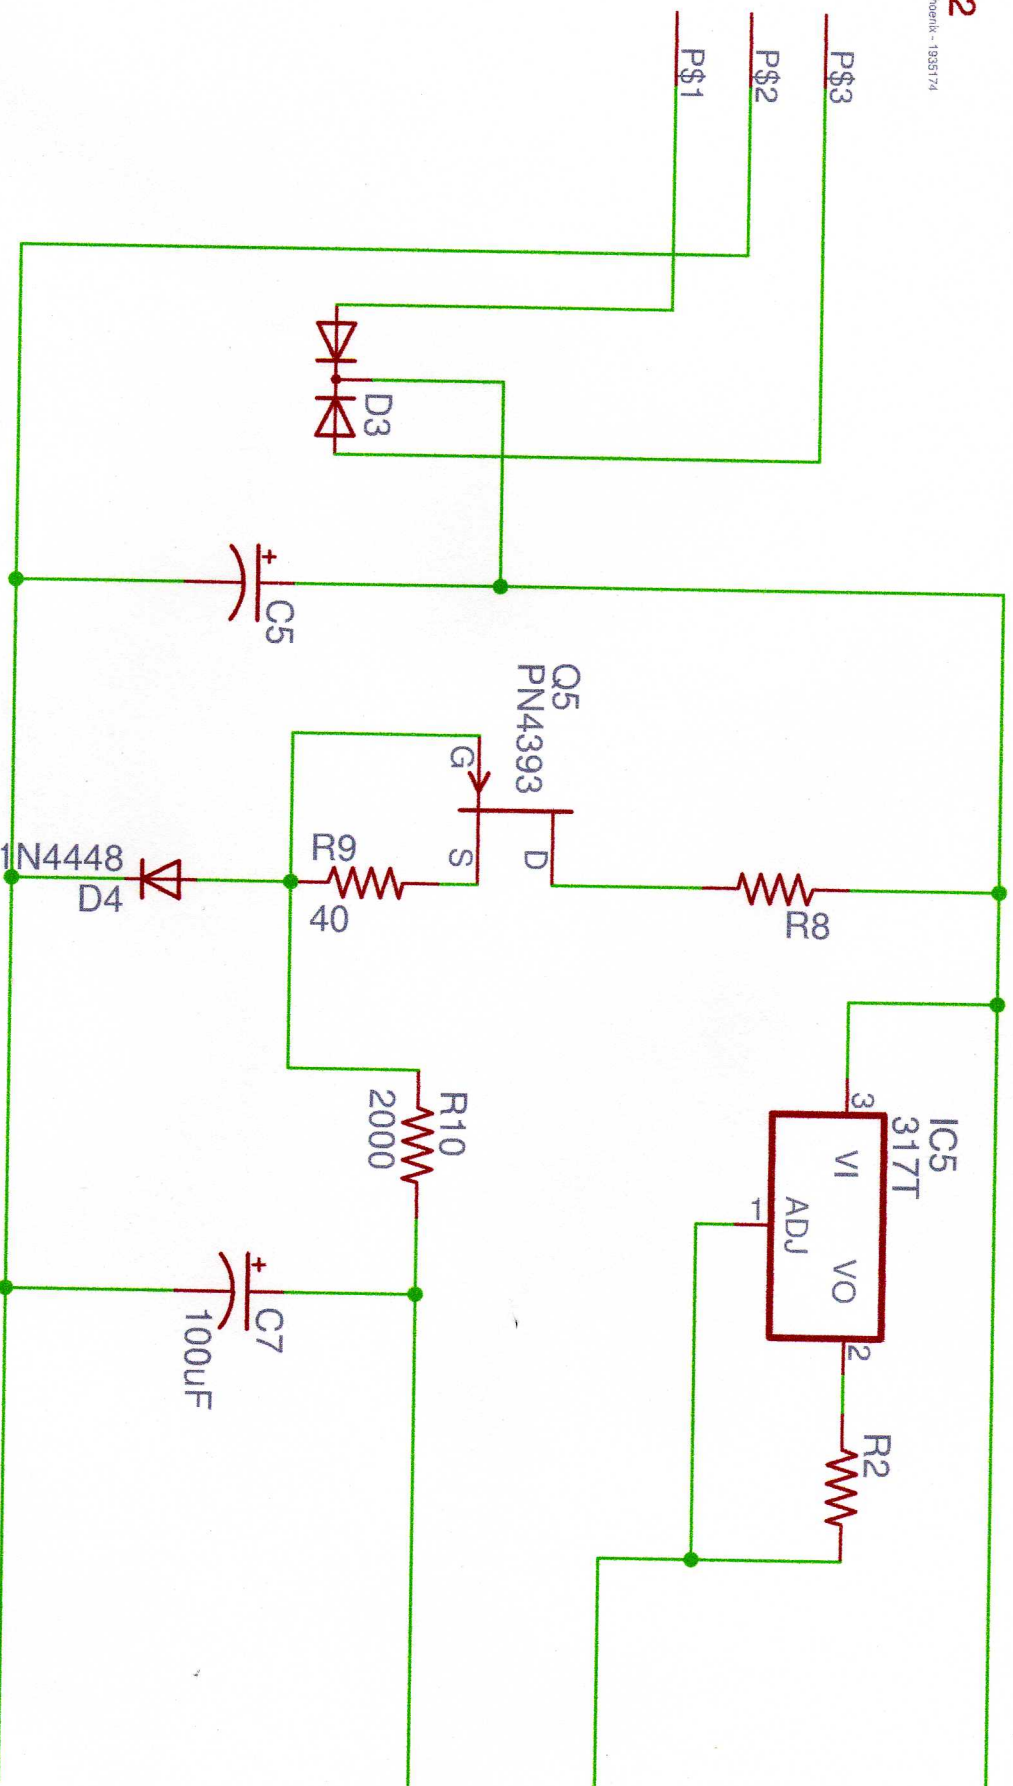 2
- 1935174
P$3
P$2
P$1
D3
+
C5
Q5
PN4393
G
S
D
R9
40
1N4448
D4
R8
R10
2000
+
C7
100uF
IC5
317T
3
VI
1
ADJ
VO
2
R2